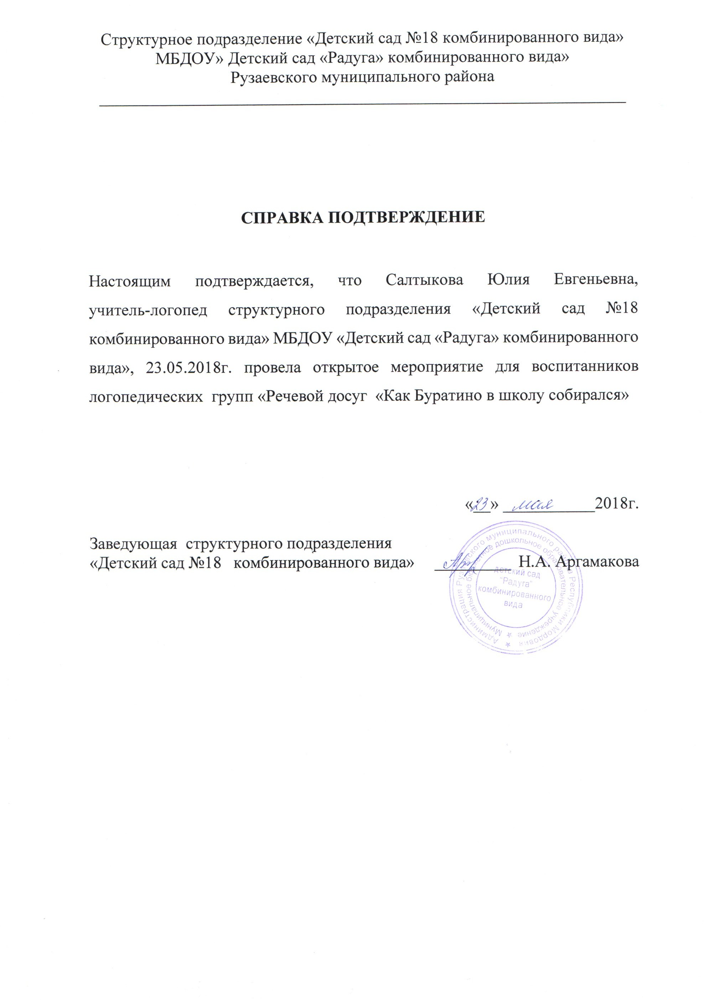 Структурное подразделение «Детский сад №18 комбинированного вида»
МБДОУ» Детский сад «Радуга» комбинированного вида»
Рузаевского муниципального района
СПРАВКА ПОДТВЕРЖДЕНИЕ
Настоящим подтверждается, что Салтыкова Юлия Евгеньевна,
учитель-логопед структурного подразделения «Детский сад №18
комбинированного вида» МБДОУ «Детский сад «Радуга» комбинированного
вида», 23.05.2018г. провела открытое мероприятие для воспитанников
логопедических групп «Речевой досуг «Как Буратино в школу собирался»
«23» мая 2018г.
Заведующая структурного подразделения
«Детский сад №18 комбинированного вида» Н.А. Аргамакова
Администрация Рузаевского муниципального района Республики Мордовия
Муниципальное бюджетное дошкольное образовательное учреждение
детский сад
"Радуга"
комбинированного
вида